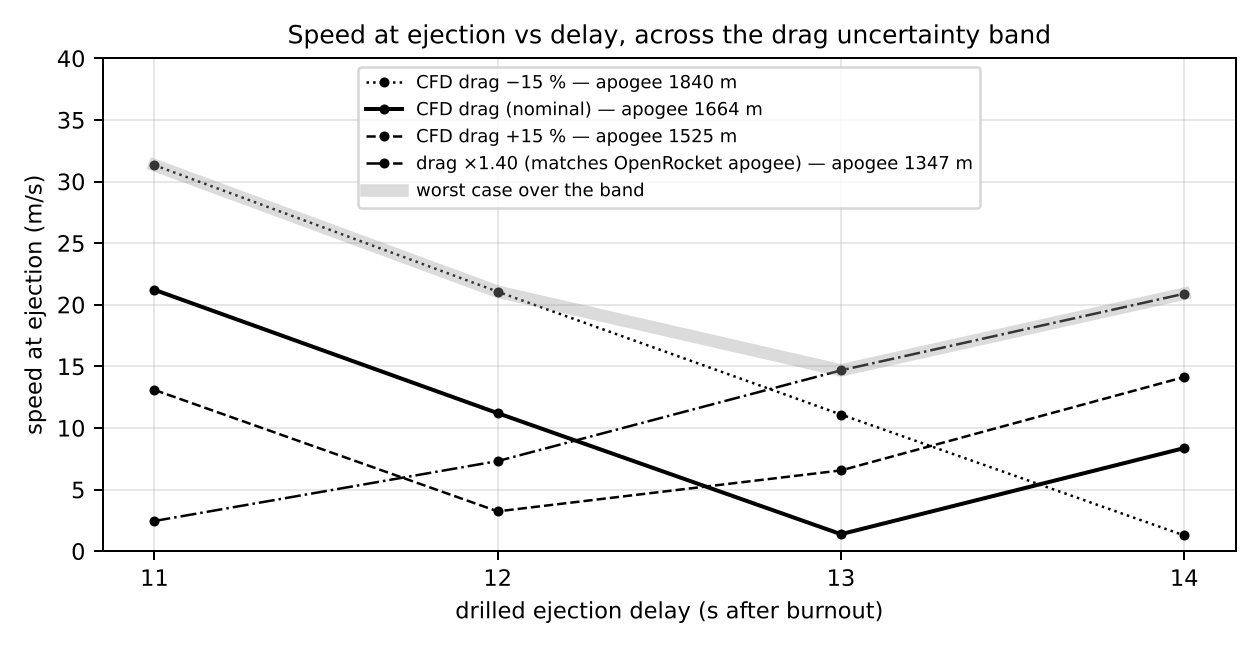 Speed at ejection vs delay, across the drag uncertainty band
CFD drag −15 % — apogee 1840 m
CFD drag (nominal) — apogee 1664 m
CFD drag +15 % — apogee 1525 m
drag ×1.40 (matches OpenRocket apogee) — apogee 1347 m
worst case over the band
speed at ejection (m/s)
40
35
30
25
20
15
10
5
0
11 12 13 14
drilled ejection delay (s after burnout)